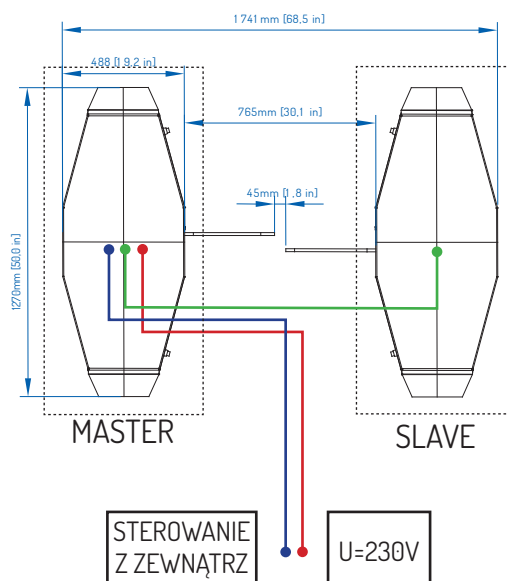 1 741 mm [68,5 in]
488 [19,2 in]
765mm [30,1 in]
45mm [1,8 in]
1270mm [50,0 in]
MASTER
SLAVE
STEROWANIE
Z ZEWNĄTRZ
U=230V